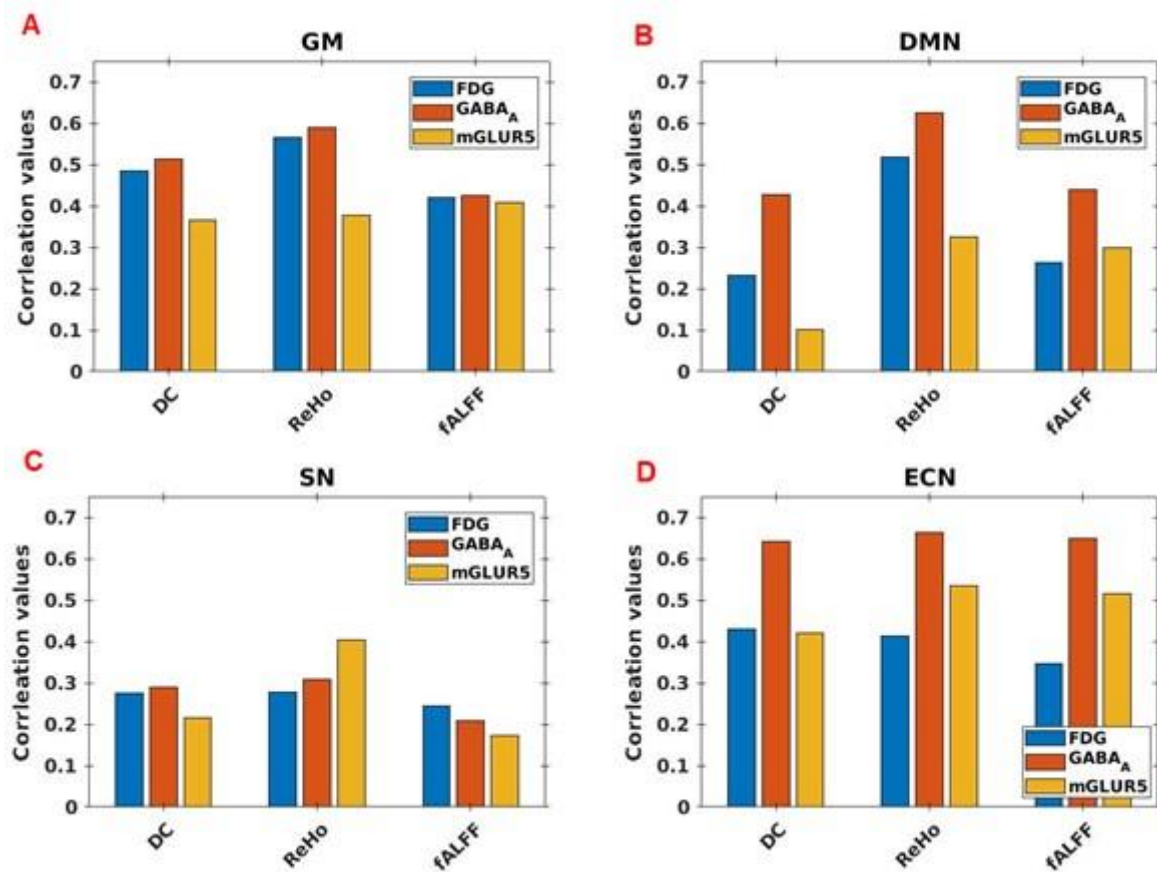 A
GM
Corrleation values
0.7
0.6
0.5
0.4
0.3
0.2
0.1
0
FDG
GABA_A
mGLUR5
DC
ReHo
fALFF
B
DMN
Corrleation values
0.7
0.6
0.5
0.4
0.3
0.2
0.1
0
FDG
GABA_A
mGLUR5
DC
ReHo
fALFF
C
SN
Corrleation values
0.7
0.6
0.5
0.4
0.3
0.2
0.1
0
FDG
GABA_A
mGLUR5
DC
ReHo
fALFF
D
ECN
Corrleation values
0.7
0.6
0.5
0.4
0.3
0.2
0.1
0
FDG
GABA_A
mGLUR5
DC
ReHo
fALFF